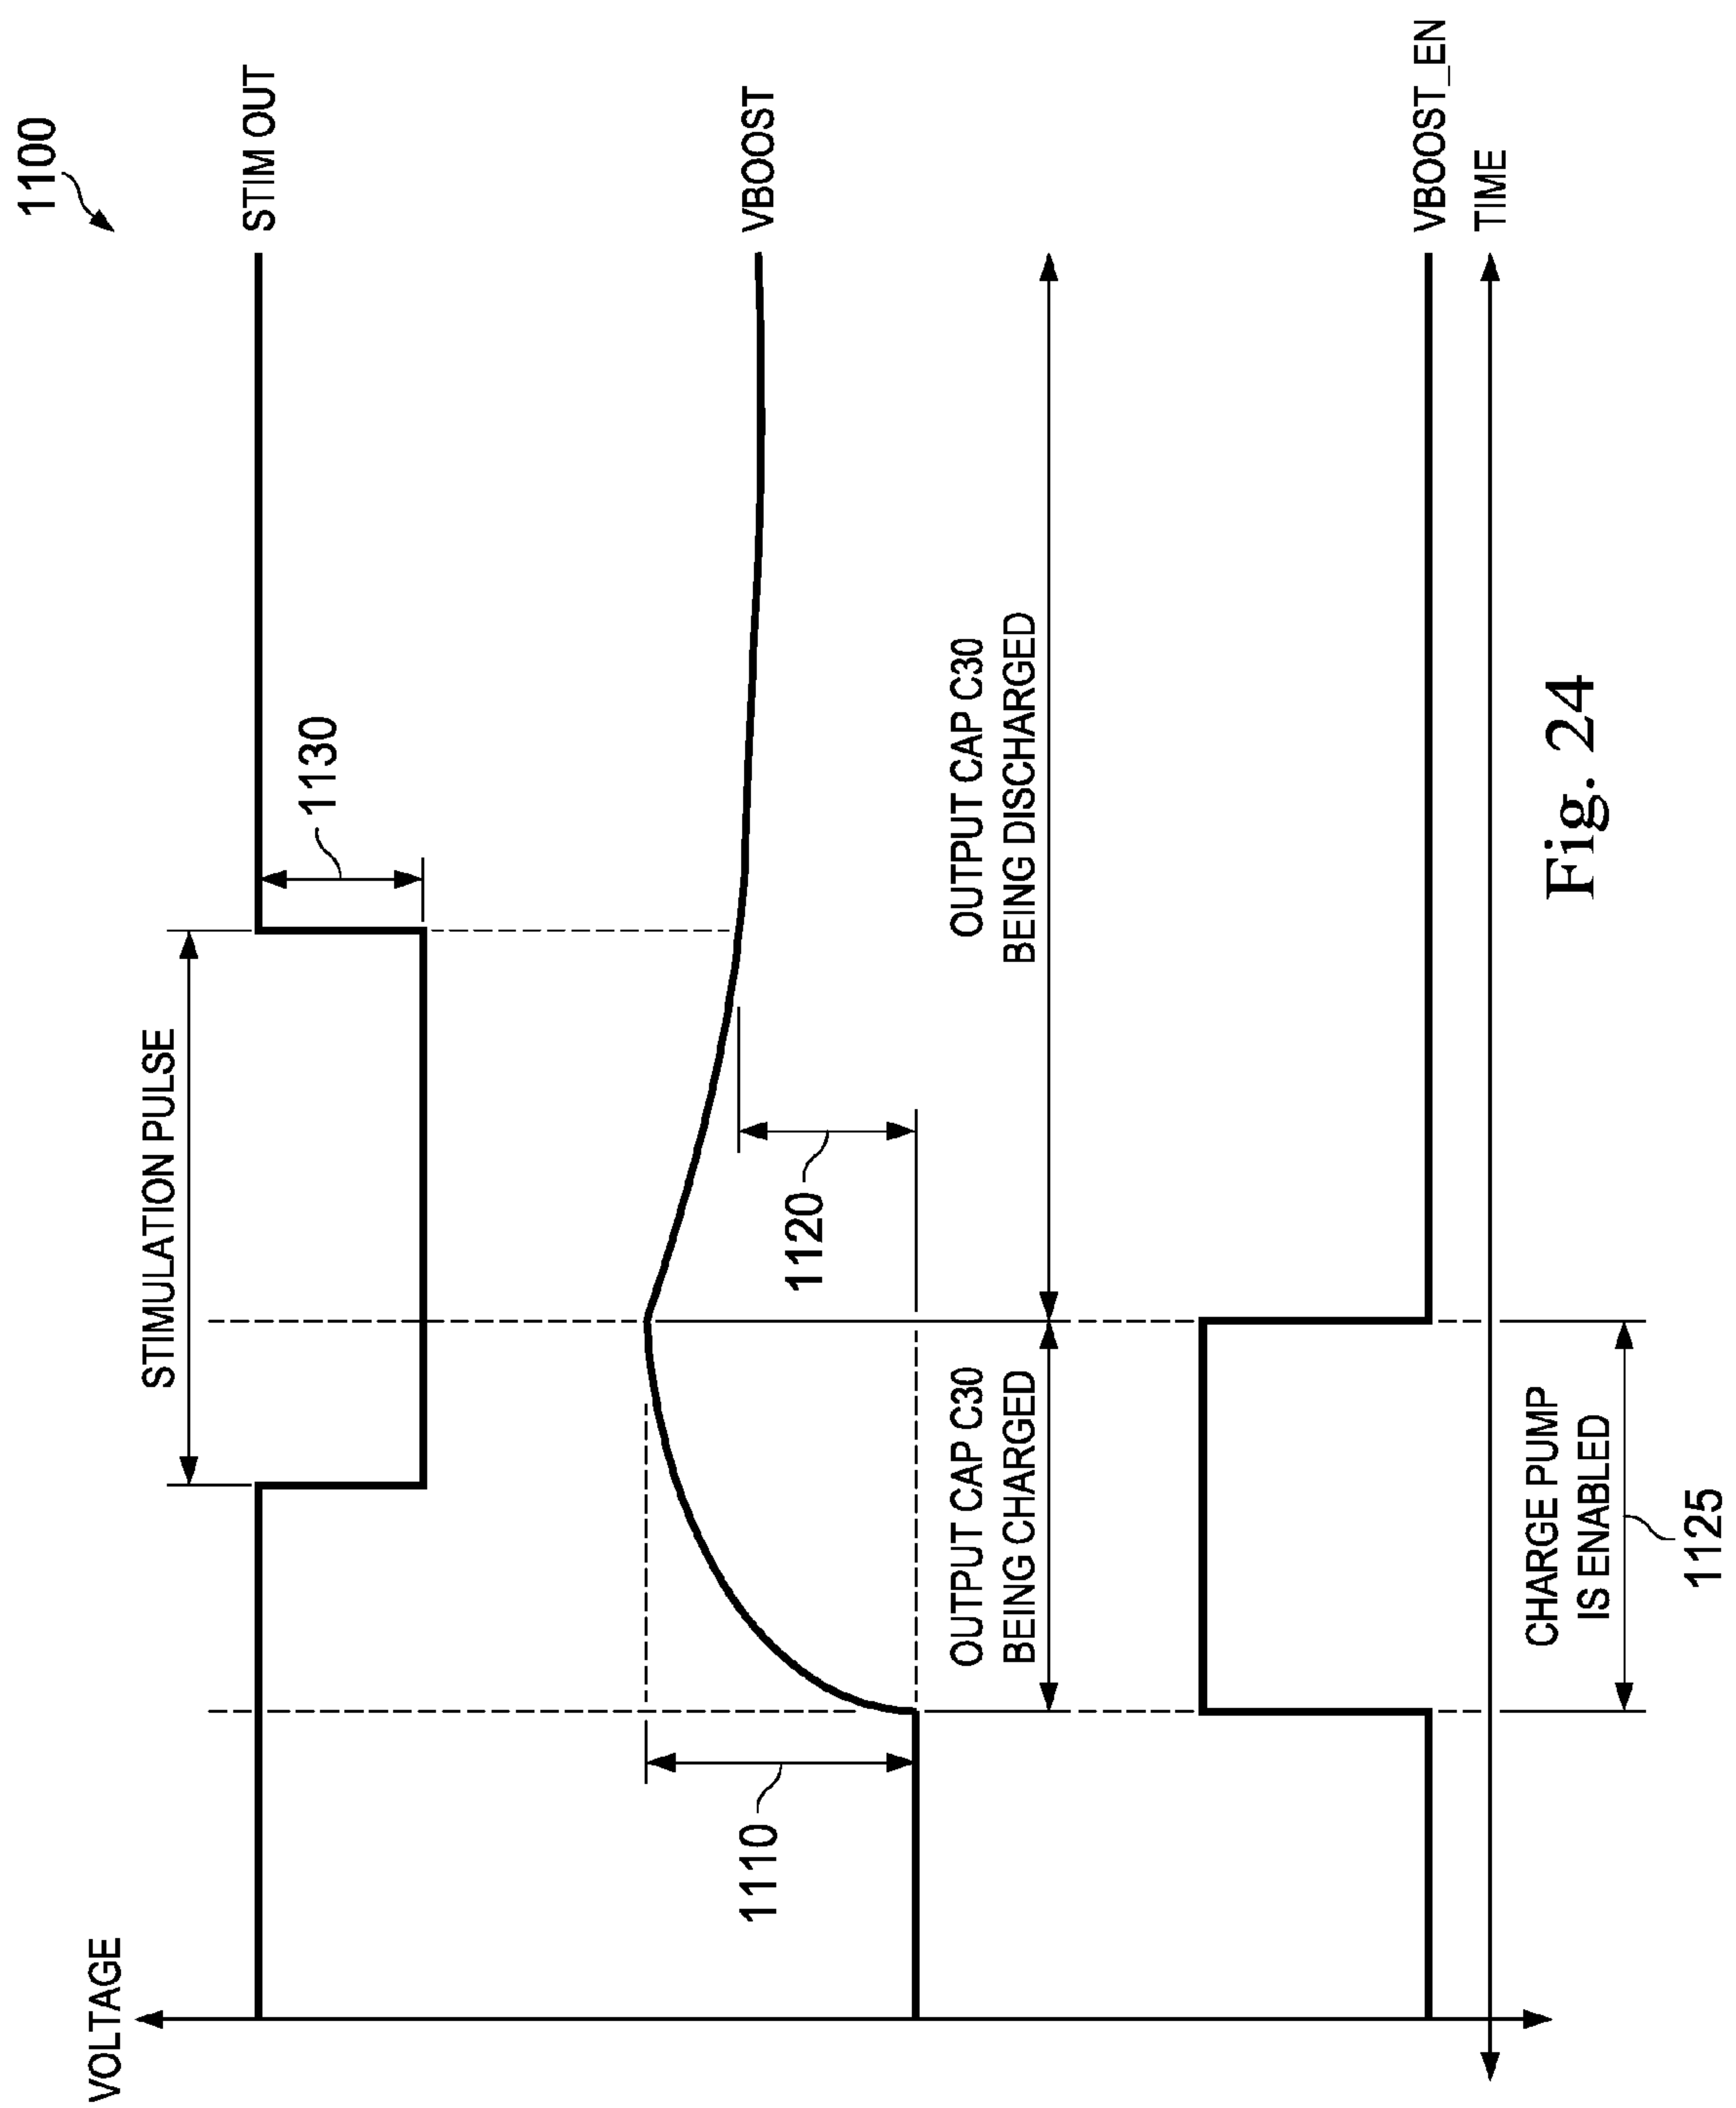 1100
VOLTAGE
STIMULATION PULSE
STIM OUT
1130
1110
1120
VBOOST
OUTPUT CAP C30
BEING CHARGED
OUTPUT CAP C30
BEING DISCHARGED
VBOOST_EN
TIME
CHARGE PUMP
IS ENABLED
1125
Fig. 24